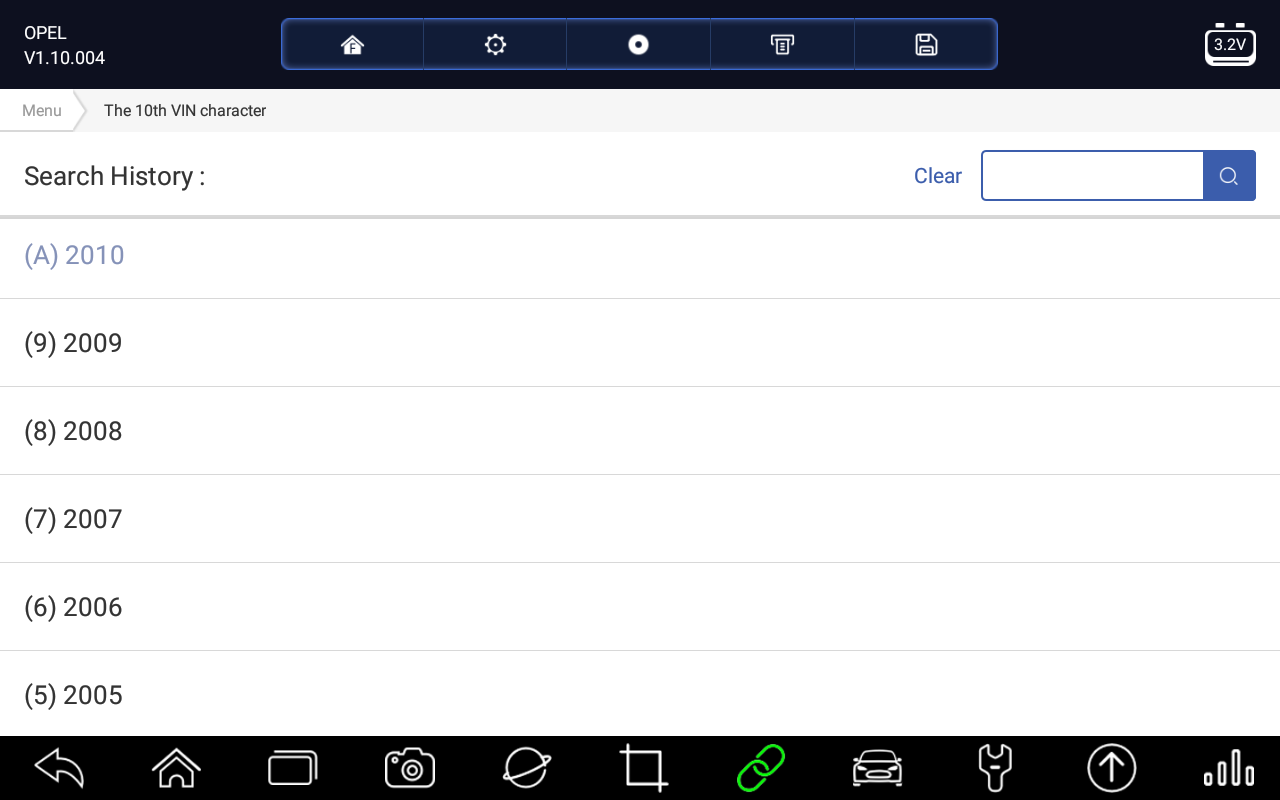 OPEL
V1.10.004
F
3.2V
Menu
The 10th VIN character
Search History :
Clear
(A) 2010
(9) 2009
(8) 2008
(7) 2007
(6) 2006
(5) 2005